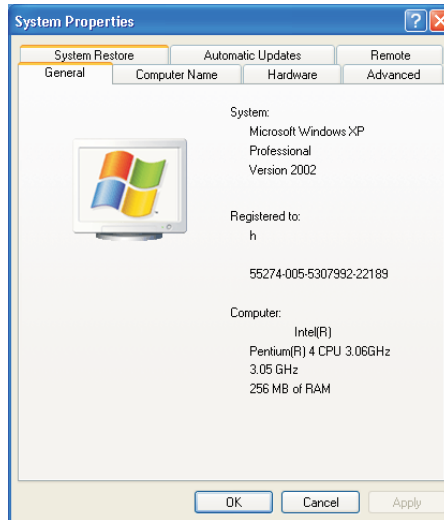 System Properties
System Restore Automatic Updates Remote
General Computer Name Hardware Advanced
System:
Microsoft Windows XP
Professional
Version 2002
Registered to:
h
55274-005-5307992-22189
Computer:
Intel(R)
Pentium(R) 4 CPU 3.06GHz
3.05 GHz
256 MB of RAM
OK Cancel Apply